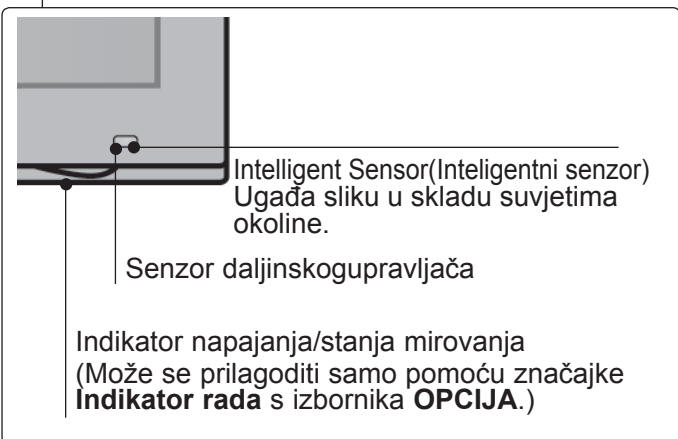 Intelligent Sensor(Inteligentni senzor)
Ugađa sliku u skladu suvjetima
okoline.
Senzor daljinskogupravljača
Indikator napajanja/stanja mirovanja
(Može se prilagoditi samo pomoću značajke
Indikator rada s izbornika OPCIJA.)